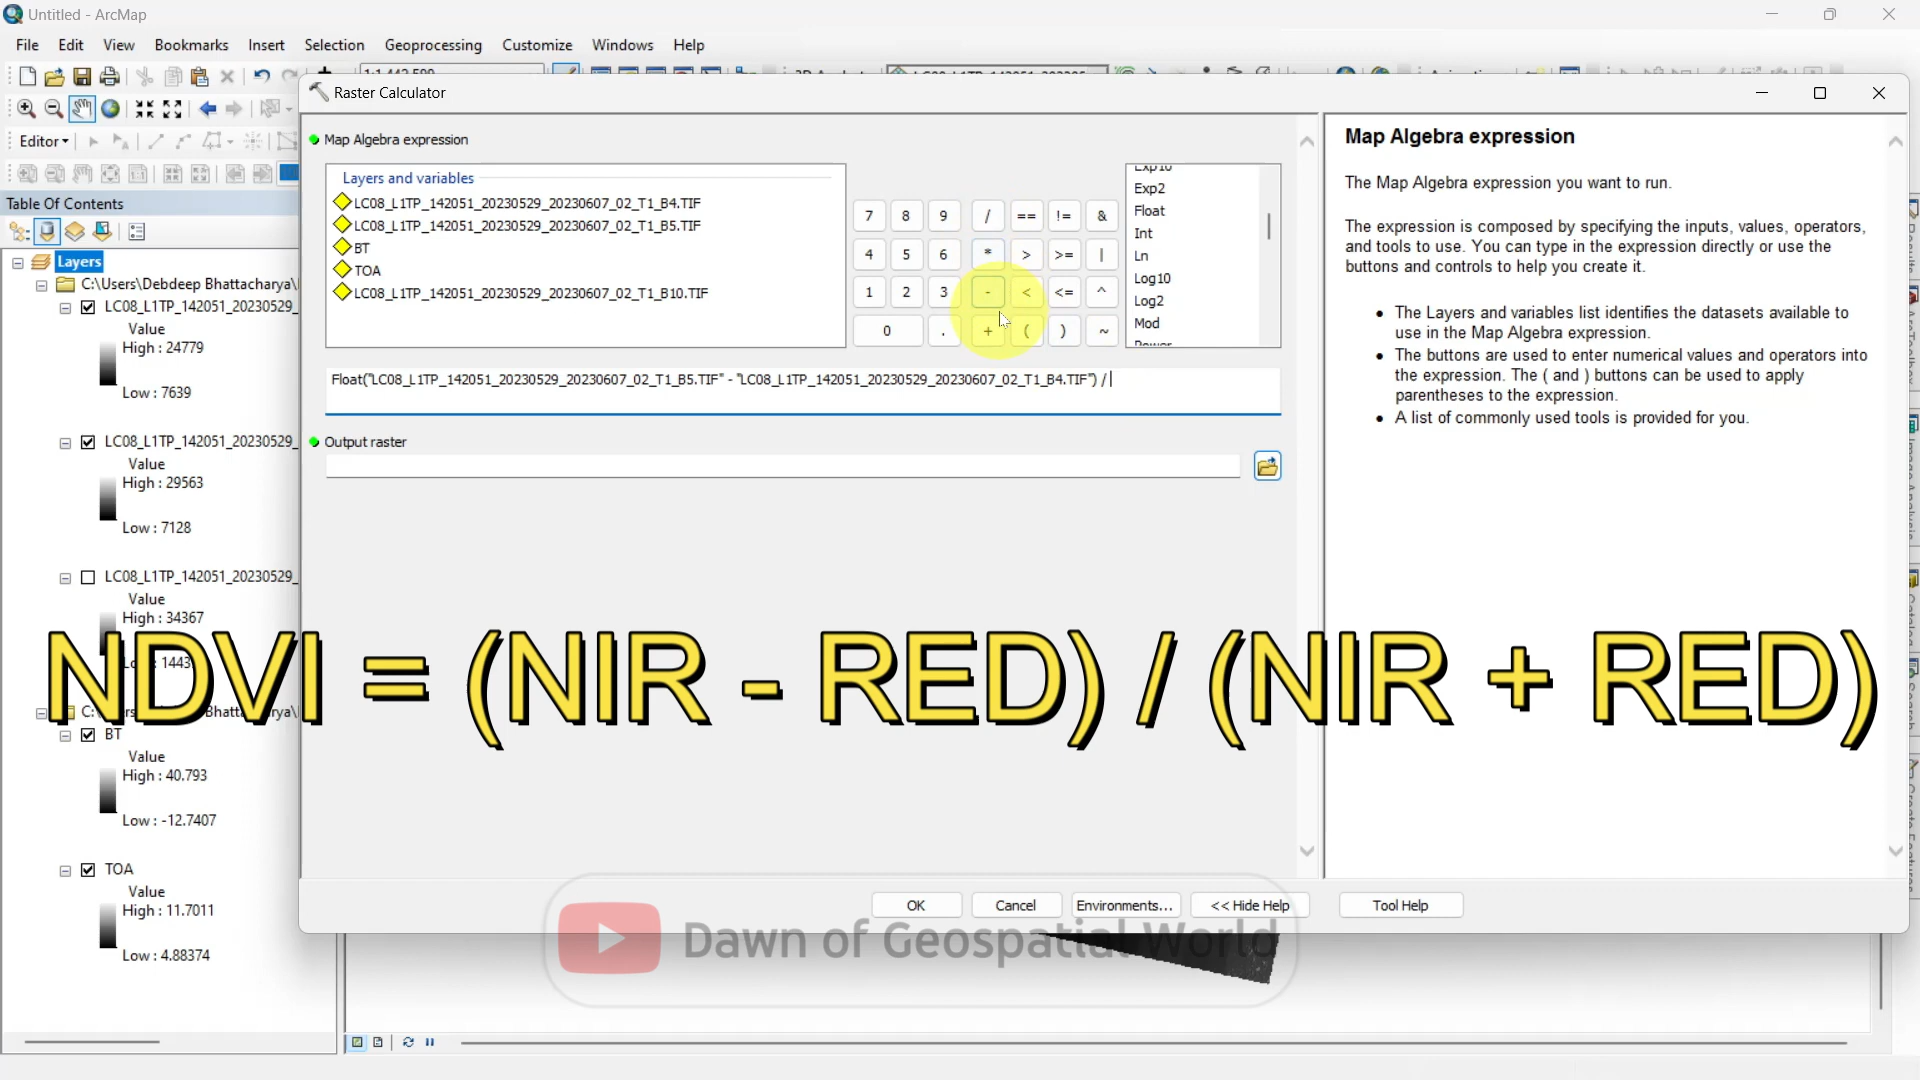 Untitled - ArcMap
File Edit View Bookmarks Insert Selection Geoprocessing Customize Windows Help
Raster Calculator
Editor
Map Algebra expression
Layers and variables
LC08_L1TP_142051_20230529_20230607_02_T1_B4.TIF
LC08_L1TP_142051_20230529_20230607_02_T1_B5.TIF
BT
TOA
LC08_L1TP_142051_20230529_20230607_02_T1_B10.TIF
7 8 9 / == != &
4 5 6 * > >= |
1 2 3 - < <= ^
0 . + ( ) ~
Exp10
Exp2
Float
Int
Ln
Log10
Log2
Mod
Power
Float("LC08_L1TP_142051_20230529_20230607_02_T1_B5.TIF" - "LC08_L1TP_142051_20230529_20230607_02_T1_B4.TIF") /
Output raster
Map Algebra expression
The Map Algebra expression you want to run.
The expression is composed by specifying the inputs, values, operators,
and tools to use. You can type in the expression directly or use the
buttons and controls to help you create it.
• The Layers and variables list identifies the datasets available to
use in the Map Algebra expression.
• The buttons are used to enter numerical values and operators into
the expression. The ( and ) buttons can be used to apply
parentheses to the expression.
• A list of commonly used tools is provided for you.
Table Of Contents
Layers
C:\Users\Debdeep Bhattacharya\
LC08_L1TP_142051_20230529_
Value
High : 24779
Low : 7639
LC08_L1TP_142051_20230529_
Value
High : 29563
Low : 7128
LC08_L1TP_142051_20230529_
Value
High : 34367
NDVI = (NIR - RED) / (NIR + RED)
BT
Value
High : 40.793
Low : -12.7407
TOA
Value
High : 11.7011
Low : 4.88374
OK Cancel Environments... << Hide Help Tool Help
Dawn of Geospatial World